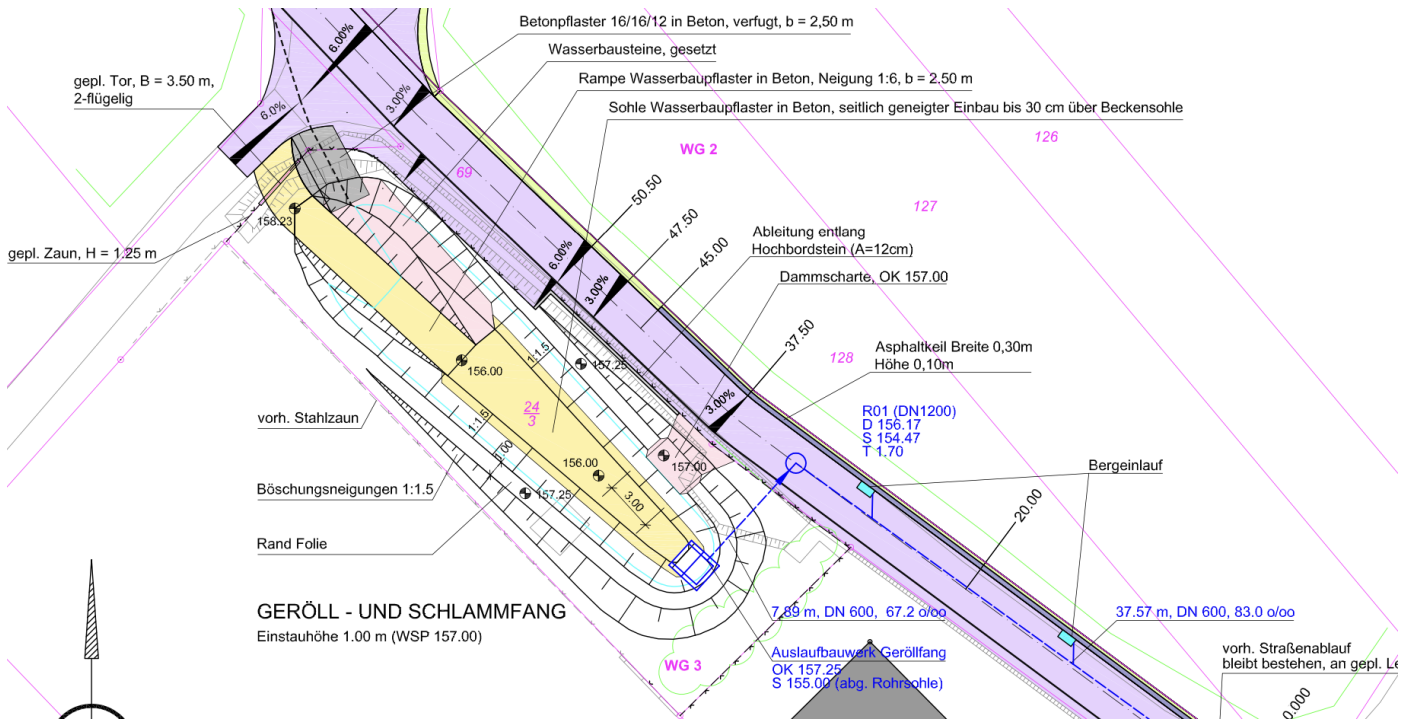 Betonpflaster 16/16/12 in Beton, verfugt, b = 2,50 m
Wasserbausteine, gesetzt
gepl. Tor, B = 3.50 m,
2-flügelig
Rampe Wasserbaupflaster in Beton, Neigung 1:6, b = 2.50 m
Sohle Wasserbaupflaster in Beton, seitlich geneigter Einbau bis 30 cm über Beckensohle
6.00%
6.0%
3.00%
126
WG 2
69
127
50.50
47.50
45.00
158.23
gepl. Zaun, H = 1.25 m
Ableitung entlang
Hochbordstein (A=12cm)
6.00%
3.00%
Dammscharte, OK 157.00
37.50
128
Asphaltkeil Breite 0,30m
Höhe 0,10m
1:1.5
157.25
156.00
3.00%
vorh. Stahlzaun
24
3
1:1.5
R01 (DN1200)
D 156.17
S 154.47
T 1.70
1.00
156.00
157.00
Bergeinlauf
Böschungsneigungen 1:1.5
157.25
3.00
20.00
Rand Folie
GERÖLL - UND SCHLAMMFANG
Einstauhöhe 1.00 m (WSP 157.00)
7.89 m, DN 600, 67.2 o/oo
37.57 m, DN 600, 83.0 o/oo
WG 3
Auslaufbauwerk Geröllfang
OK 157.25
S 155.00 (abg. Rohrsohle)
vorh. Straßenablauf
bleibt bestehen, an gepl. Le
0.000